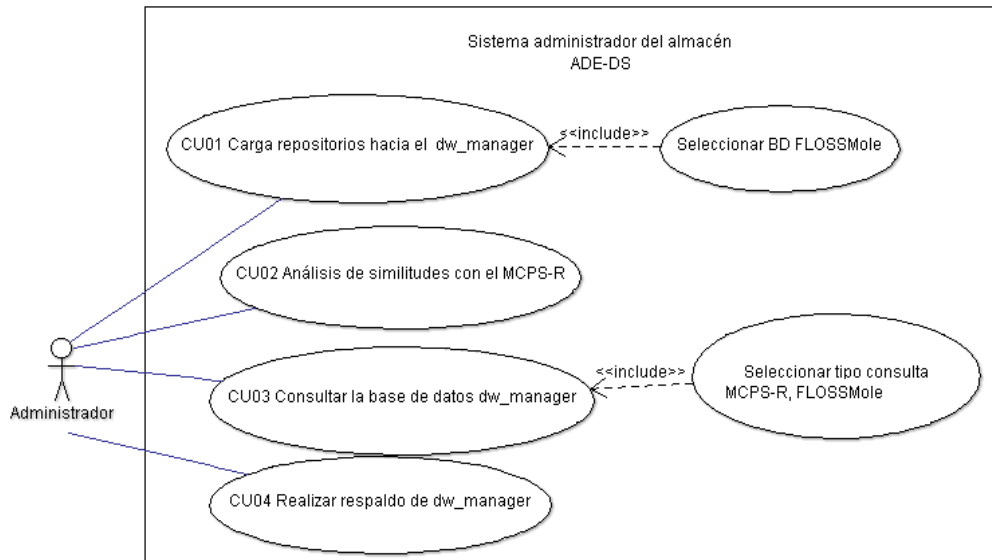 Sistema administrador del almacén
ADE-DS
CU01 Carga repositorios hacia el dw_manager
<<include>>
Seleccionar BD FLOSSMole
CU02 Análisis de similitudes con el MCPS-R
CU03 Consultar la base de datos dw_manager
<<include>>
Seleccionar tipo consulta
MCPS-R, FLOSSMole
Administrador
CU04 Realizar respaldo de dw_manager